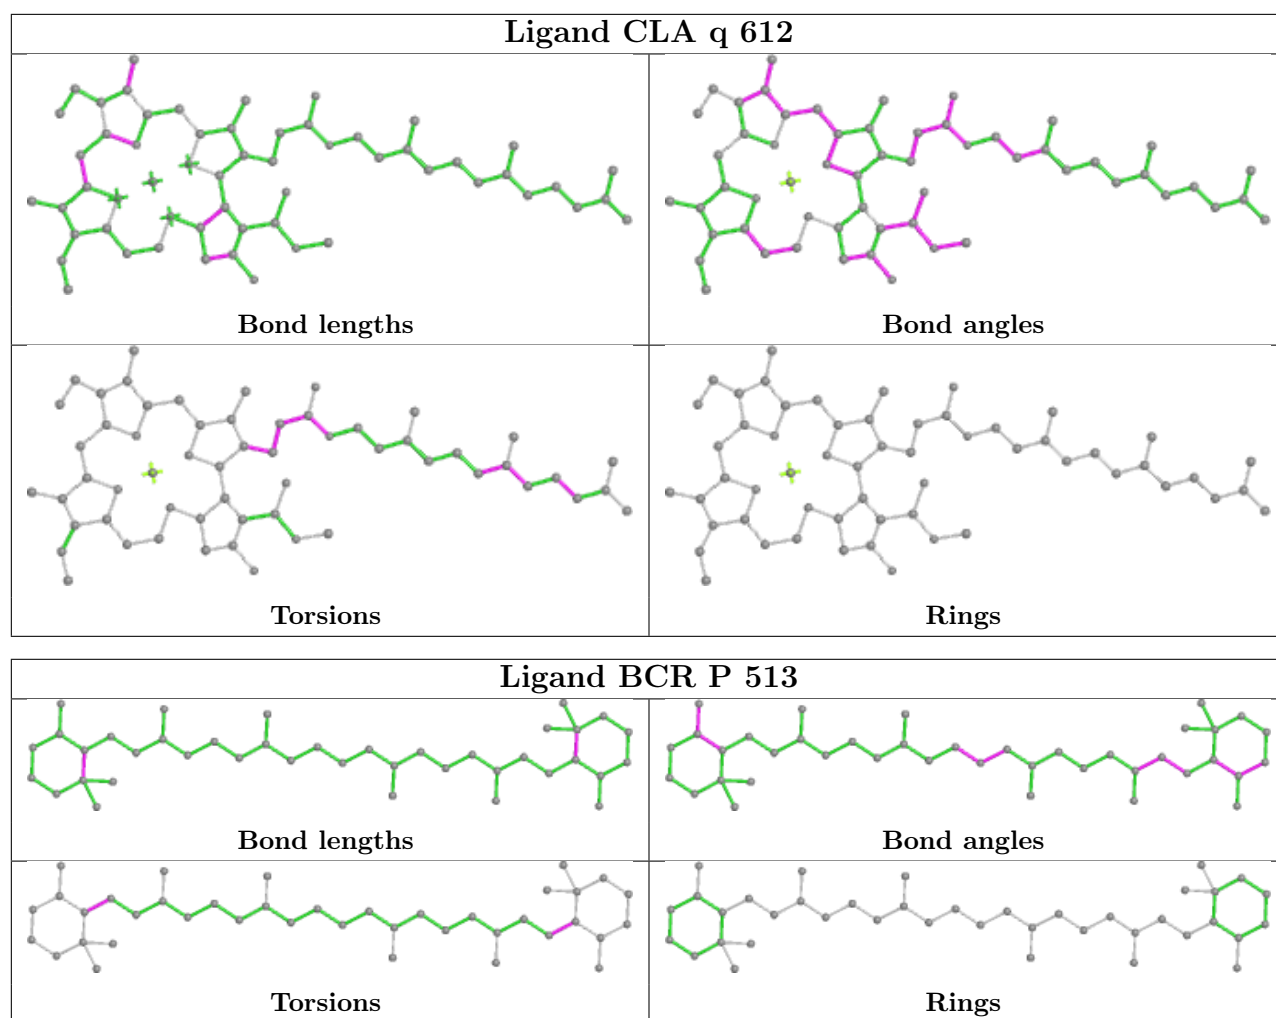 Ligand CLA q 612
Bond lengths
Bond angles
Torsions
Rings
Ligand BCR P 513
Bond lengths
Bond angles
Torsions
Rings